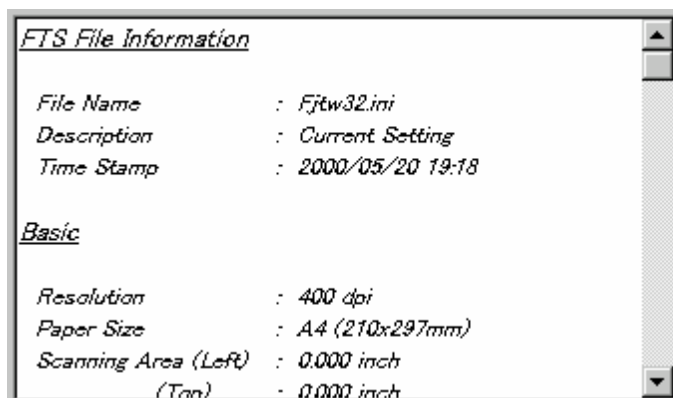 FTS File Information
File Name : Fjtw32.ini
Description : Current Setting
Time Stamp : 2000/05/20 19:18
Basic
Resolution : 400 dpi
Paper Size : A4 (210x297mm)
Scanning Area (Left) : 0.000 inch
(Top) : 0.000 inch